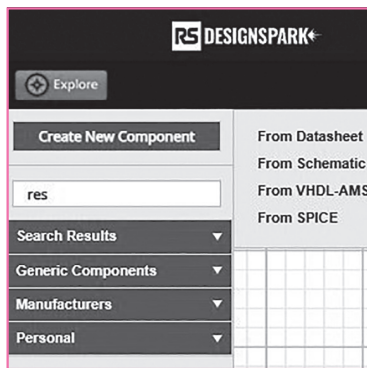 RS DESIGNSPARK
Explore
Create New Component
From Datasheet
From Schematic
From VHDL-AMS
From SPICE
res
Search Results
Generic Components
Manufacturers
Personal